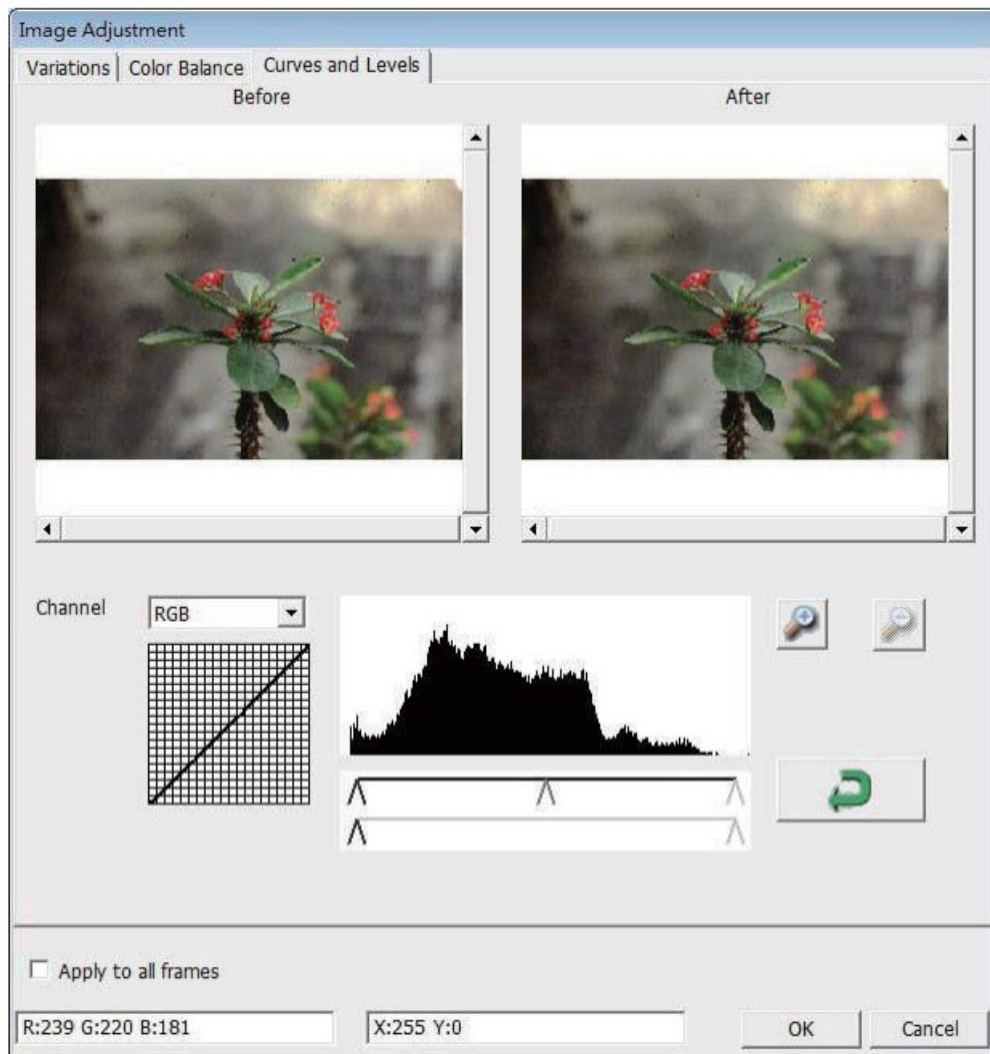 Image Adjustment
Variations Color Balance Curves and Levels
Before After
Channel RGB
Apply to all frames
R:239 G:220 B:181 X:255 Y:0 OK Cancel